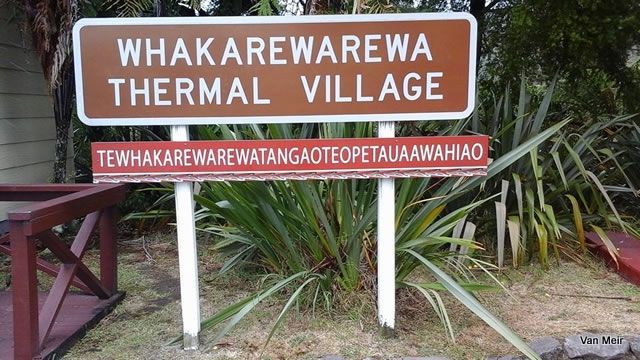 WHAKAREWAREWA
THERMAL VILLAGE
TEWHAKAREWAREWATANGAOTEOPETAUAAWAHIAO
Van Meir